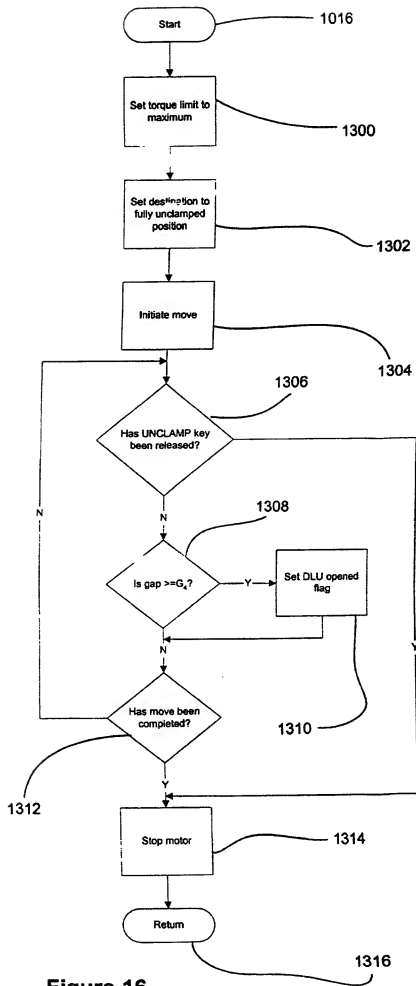 Start
1016
Set torque limit to
maximum
1300
Set destination to
fully unclamped
position
1302
Initiate move
1304
1306
Has UNCLAMP key
been released?
N
N
1308
Is gap >=G₄?
Y
Set DLU opened
flag
Y
N
1310
Has move been
completed?
1312
Y
Stop motor
1314
Return
1316
Figure 16